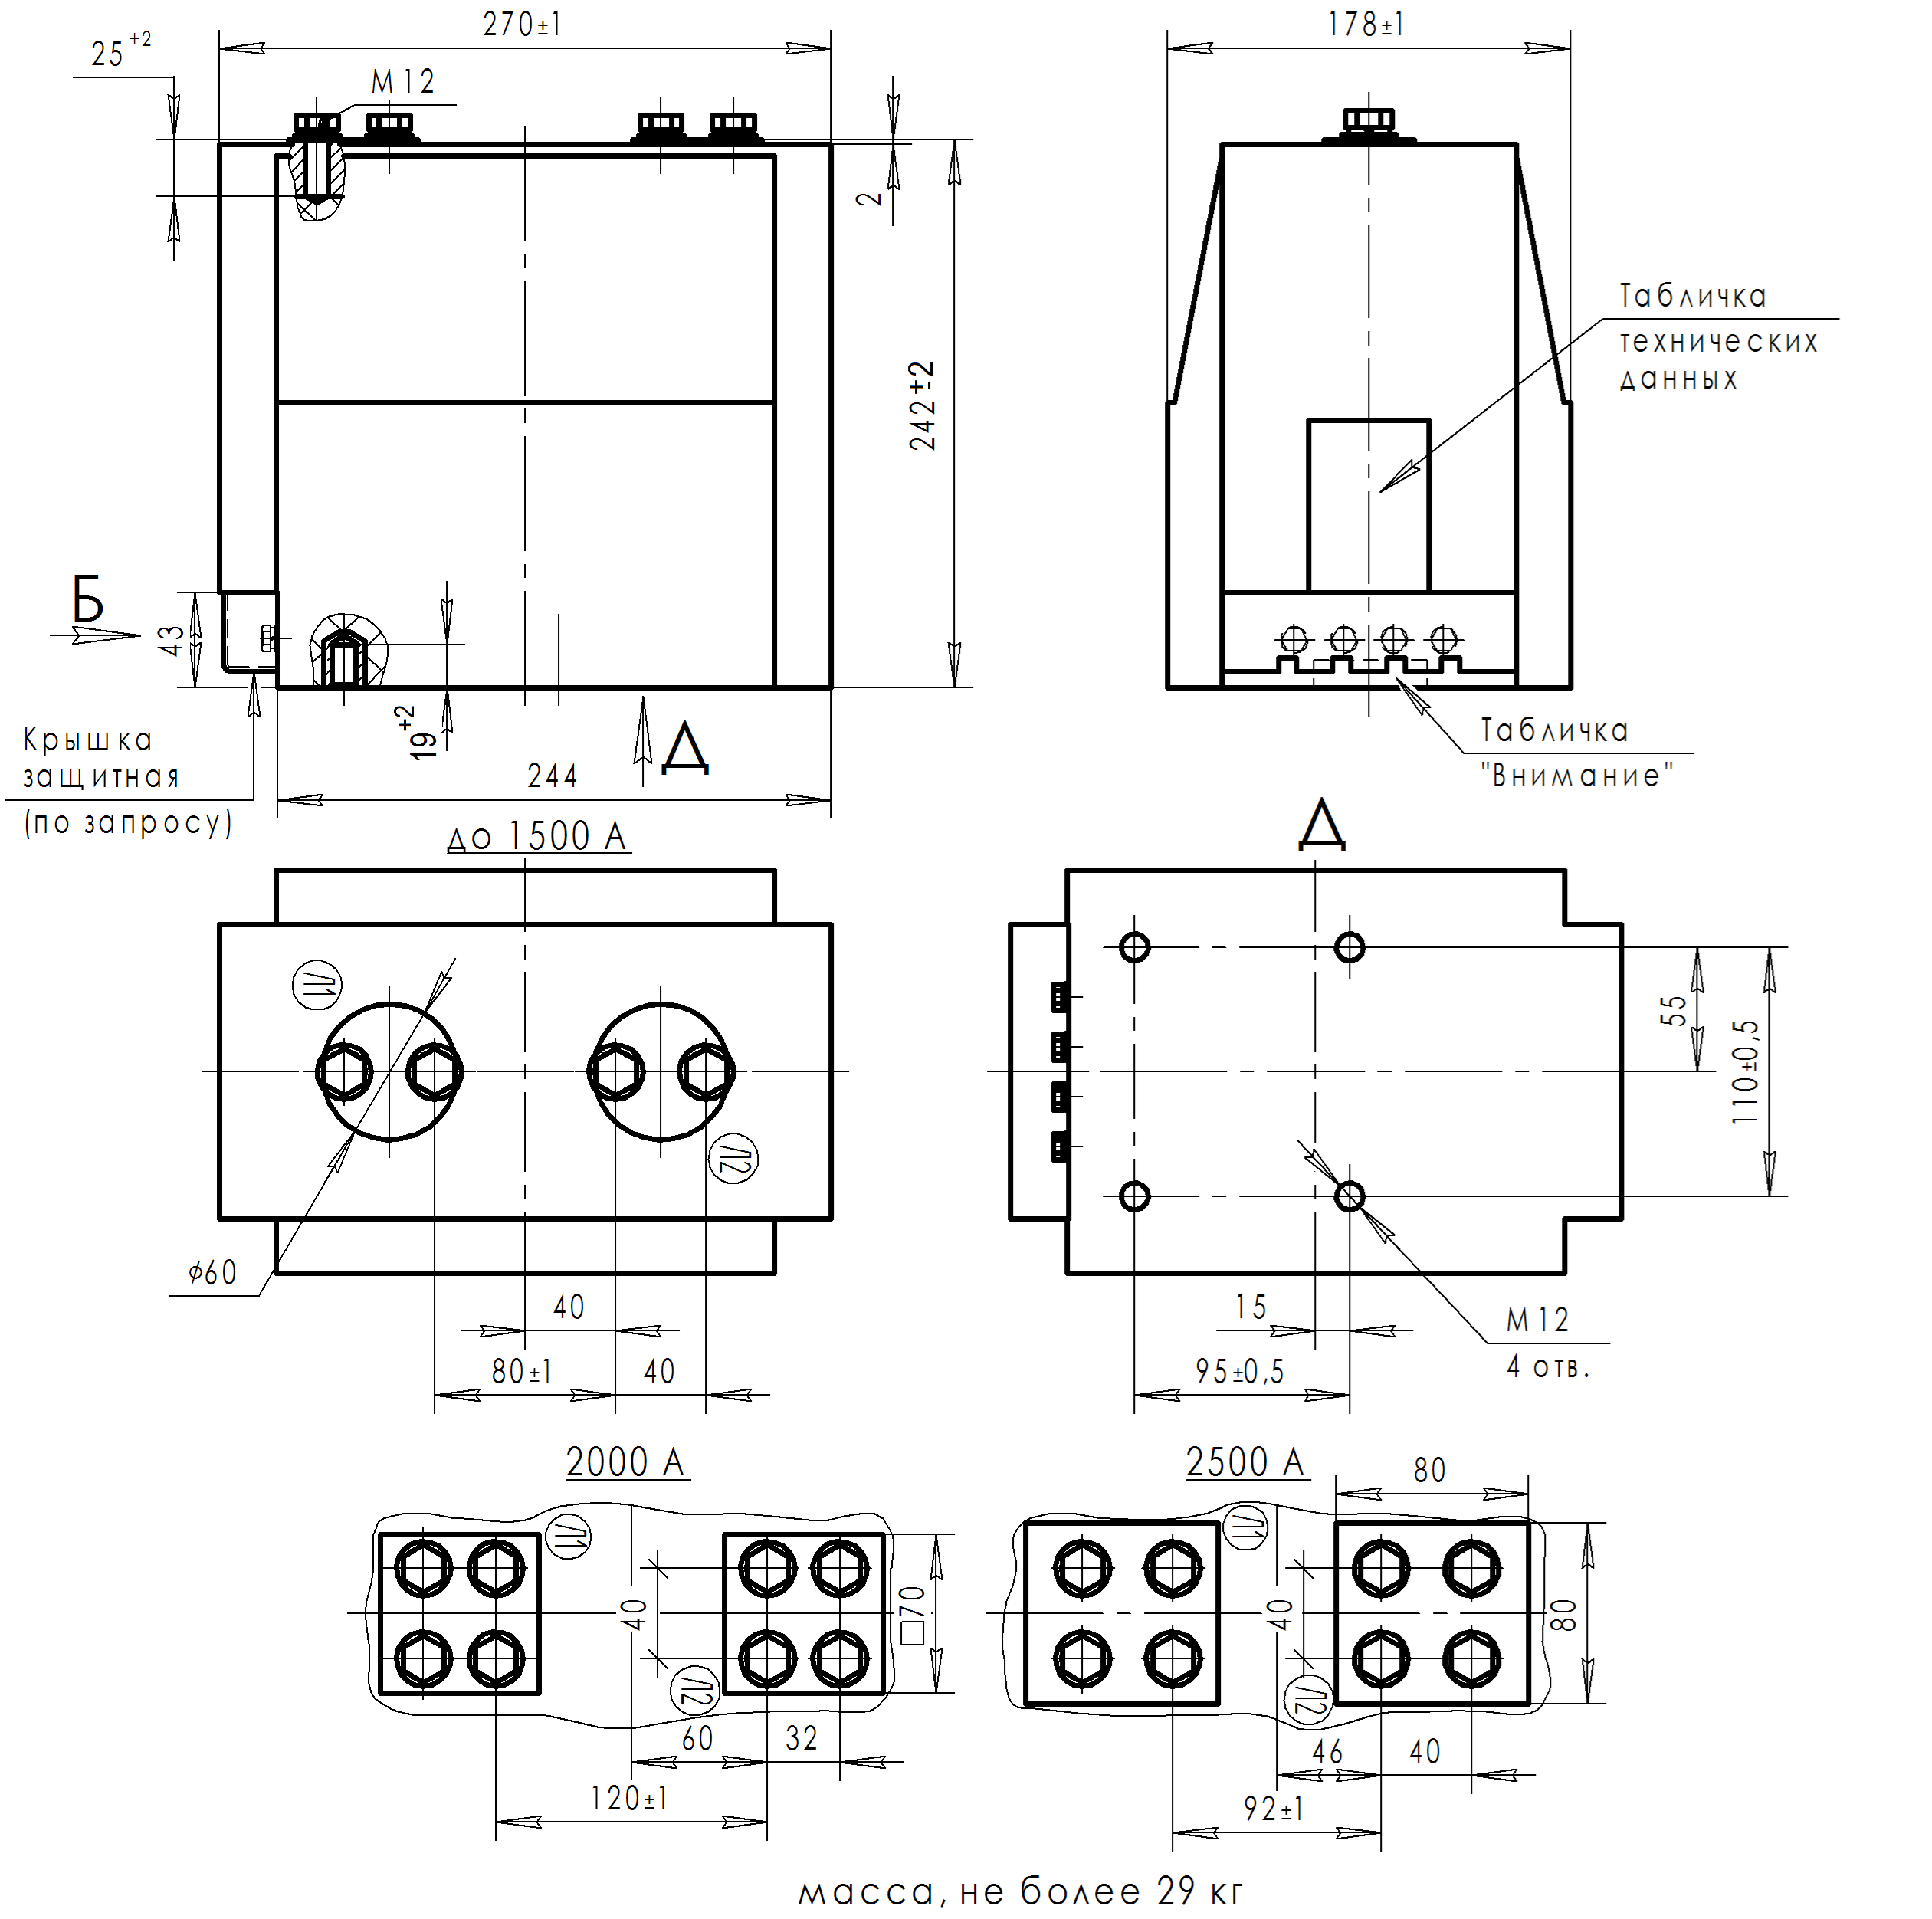 270±1
178±1
25+2
M12
2
242±2
Табличка
технических
данных
Б
43
19+2
Д
Крышка
защитная
(по запросу)
244
Табличка
"Внимание"
до 1500 А
Д
Л1
Л2
ø60
40
80±1
40
55
110±0,5
15
95±0,5
M12
4 отв.
2000 А
2500 А
80
Л1
Л1
40
□70
40
80
Л2
Л2
60
32
46
40
120±1
92±1
масса, не более 29 кг